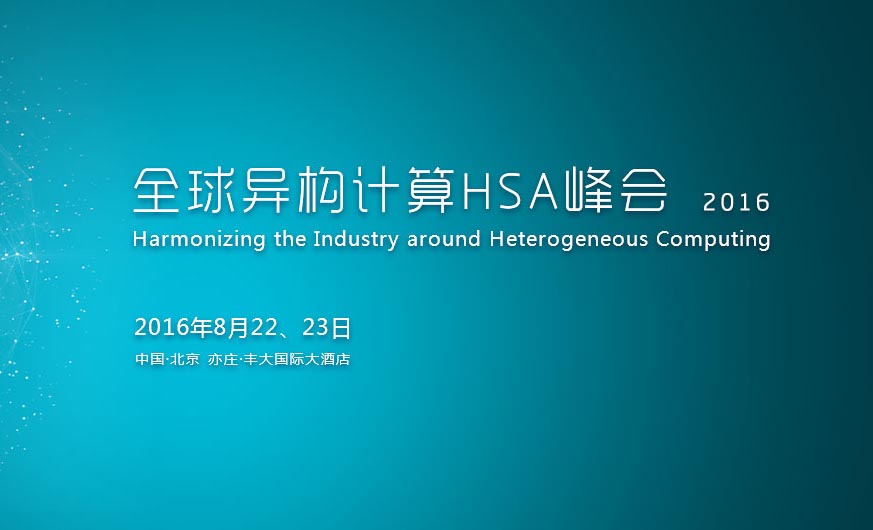 全球异构计算HSA峰会 2016
Harmonizing the Industry around Heterogeneous Computing
2016年8月22、23日
中国·北京 亦庄·丰大国际大酒店